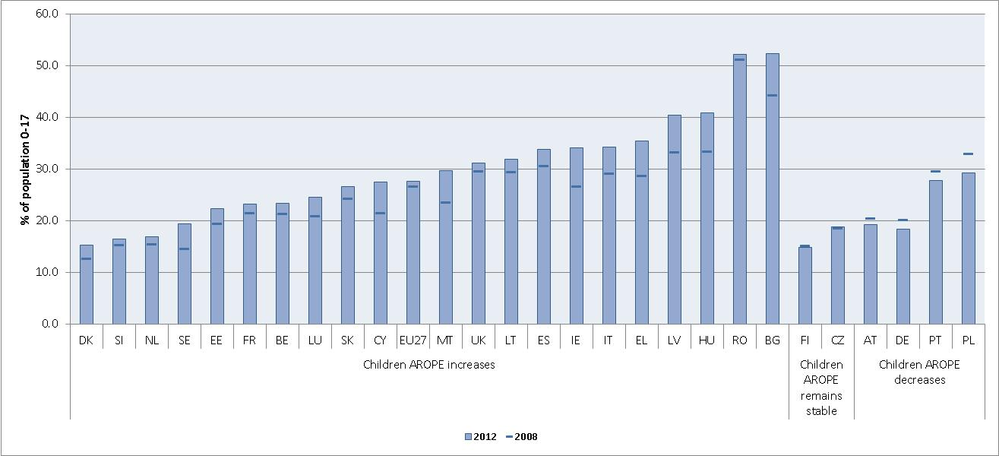 % of population 0-17
60.0
50.0
40.0
30.0
20.0
10.0
0.0
DK SI NL SE EE FR BE LU SK CY EU27 MT UK LT ES IE IT EL LV HU RO BG FI CZ AT DE PT PL
Children AROPE increases
Children
AROPE
remains
stable
Children AROPE
decreases
2012 2008